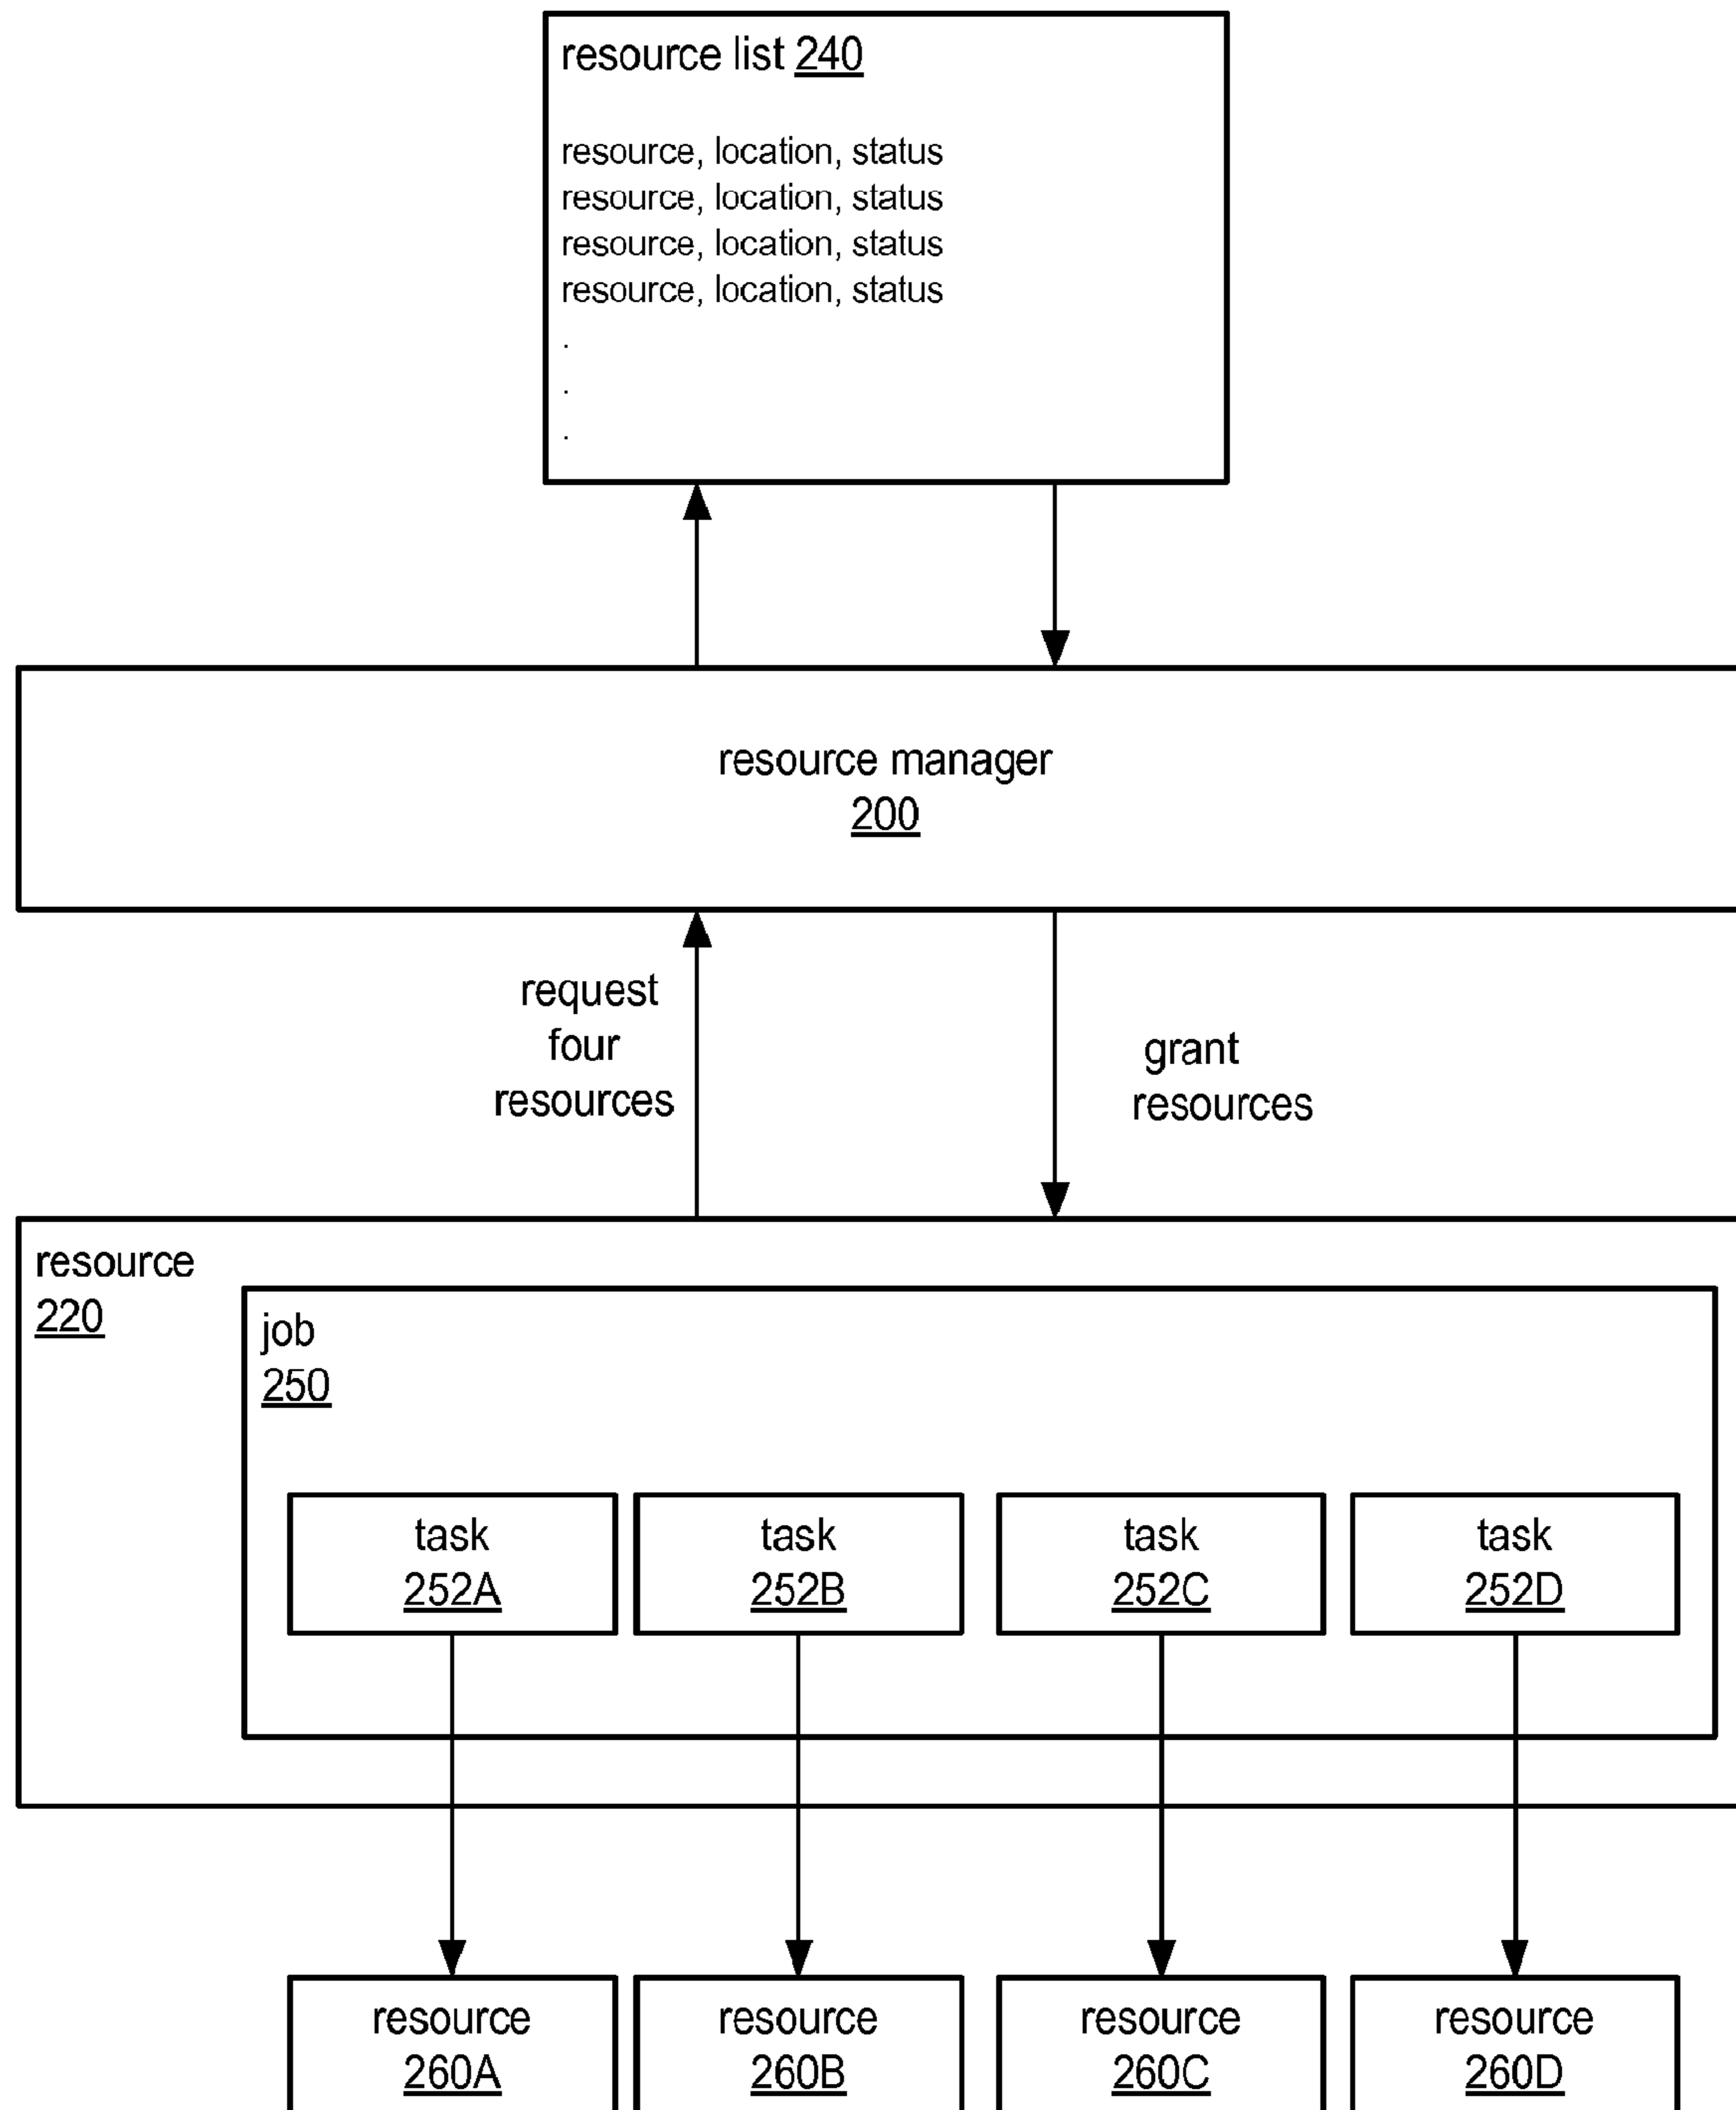 resource list 240
resource, location, status
resource, location, status
resource, location, status
resource, location, status
.
.
.
resource manager
200
request
four
resources
grant
resources
resource
220
job
250
task
252A
task
252B
task
252C
task
252D
resource
260A
resource
260B
resource
260C
resource
260D